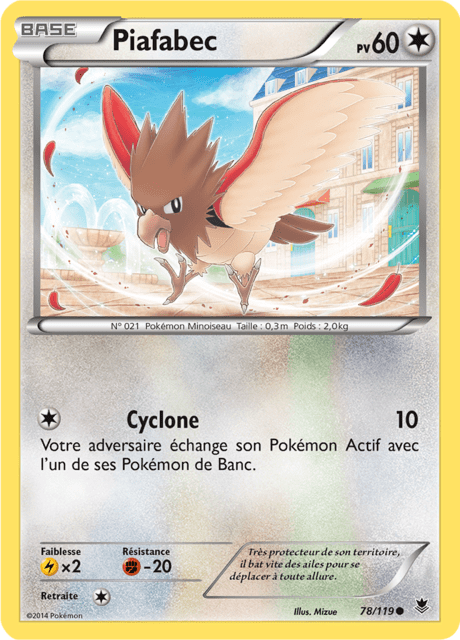 BASE
Piafabec
PV60
N° 021 Pokémon Minoiseau Taille : 0,3m Poids : 2,0kg
Cyclone 10
Votre adversaire échange son Pokémon Actif avec
l'un de ses Pokémon de Banc.
Faiblesse
×2
Résistance
-20
Retraite
Très protecteur de son territoire,
il bat vite des ailes pour se
déplacer à toute allure.
©2014 Pokémon
Illus. Mizue
78/119